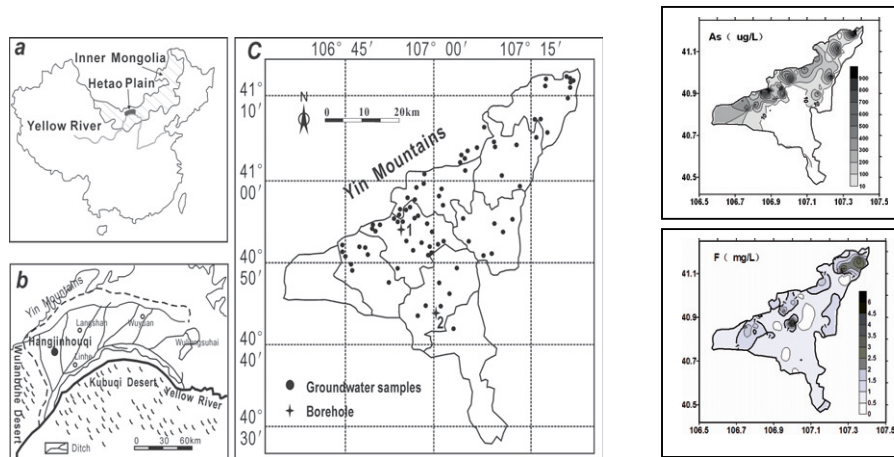 a
Inner Mongolia
Hetao Plain
Yellow River
b
Yin Mountains
Langshan
Wuyuan
Wuliangsuhai
Hangjinhouqi
Linhe
Wulanbuhe Desert
Kubuqi Desert
Yellow River
Ditch
0 30 60km
C
106° 45′ 107° 00′ 107° 15′
41° 10′
41° 00′
40° 50′
40° 40′
40° 30′
N
0 10 20km
Yin Mountains
1
2
Groundwater samples
Borehole
As ( ug/L)
41.1
40.9
40.7
40.5
900
800
700
600
500
400
300
200
100
10
106.5 106.7 106.9 107.1 107.3 107.5
F (mg/L)
41.1
40.9
40.7
40.5
6
5
4.5
4
3.5
3
2.5
2
1.5
1
0.5
0
106.5 106.7 106.9 107.1 107.3 107.5